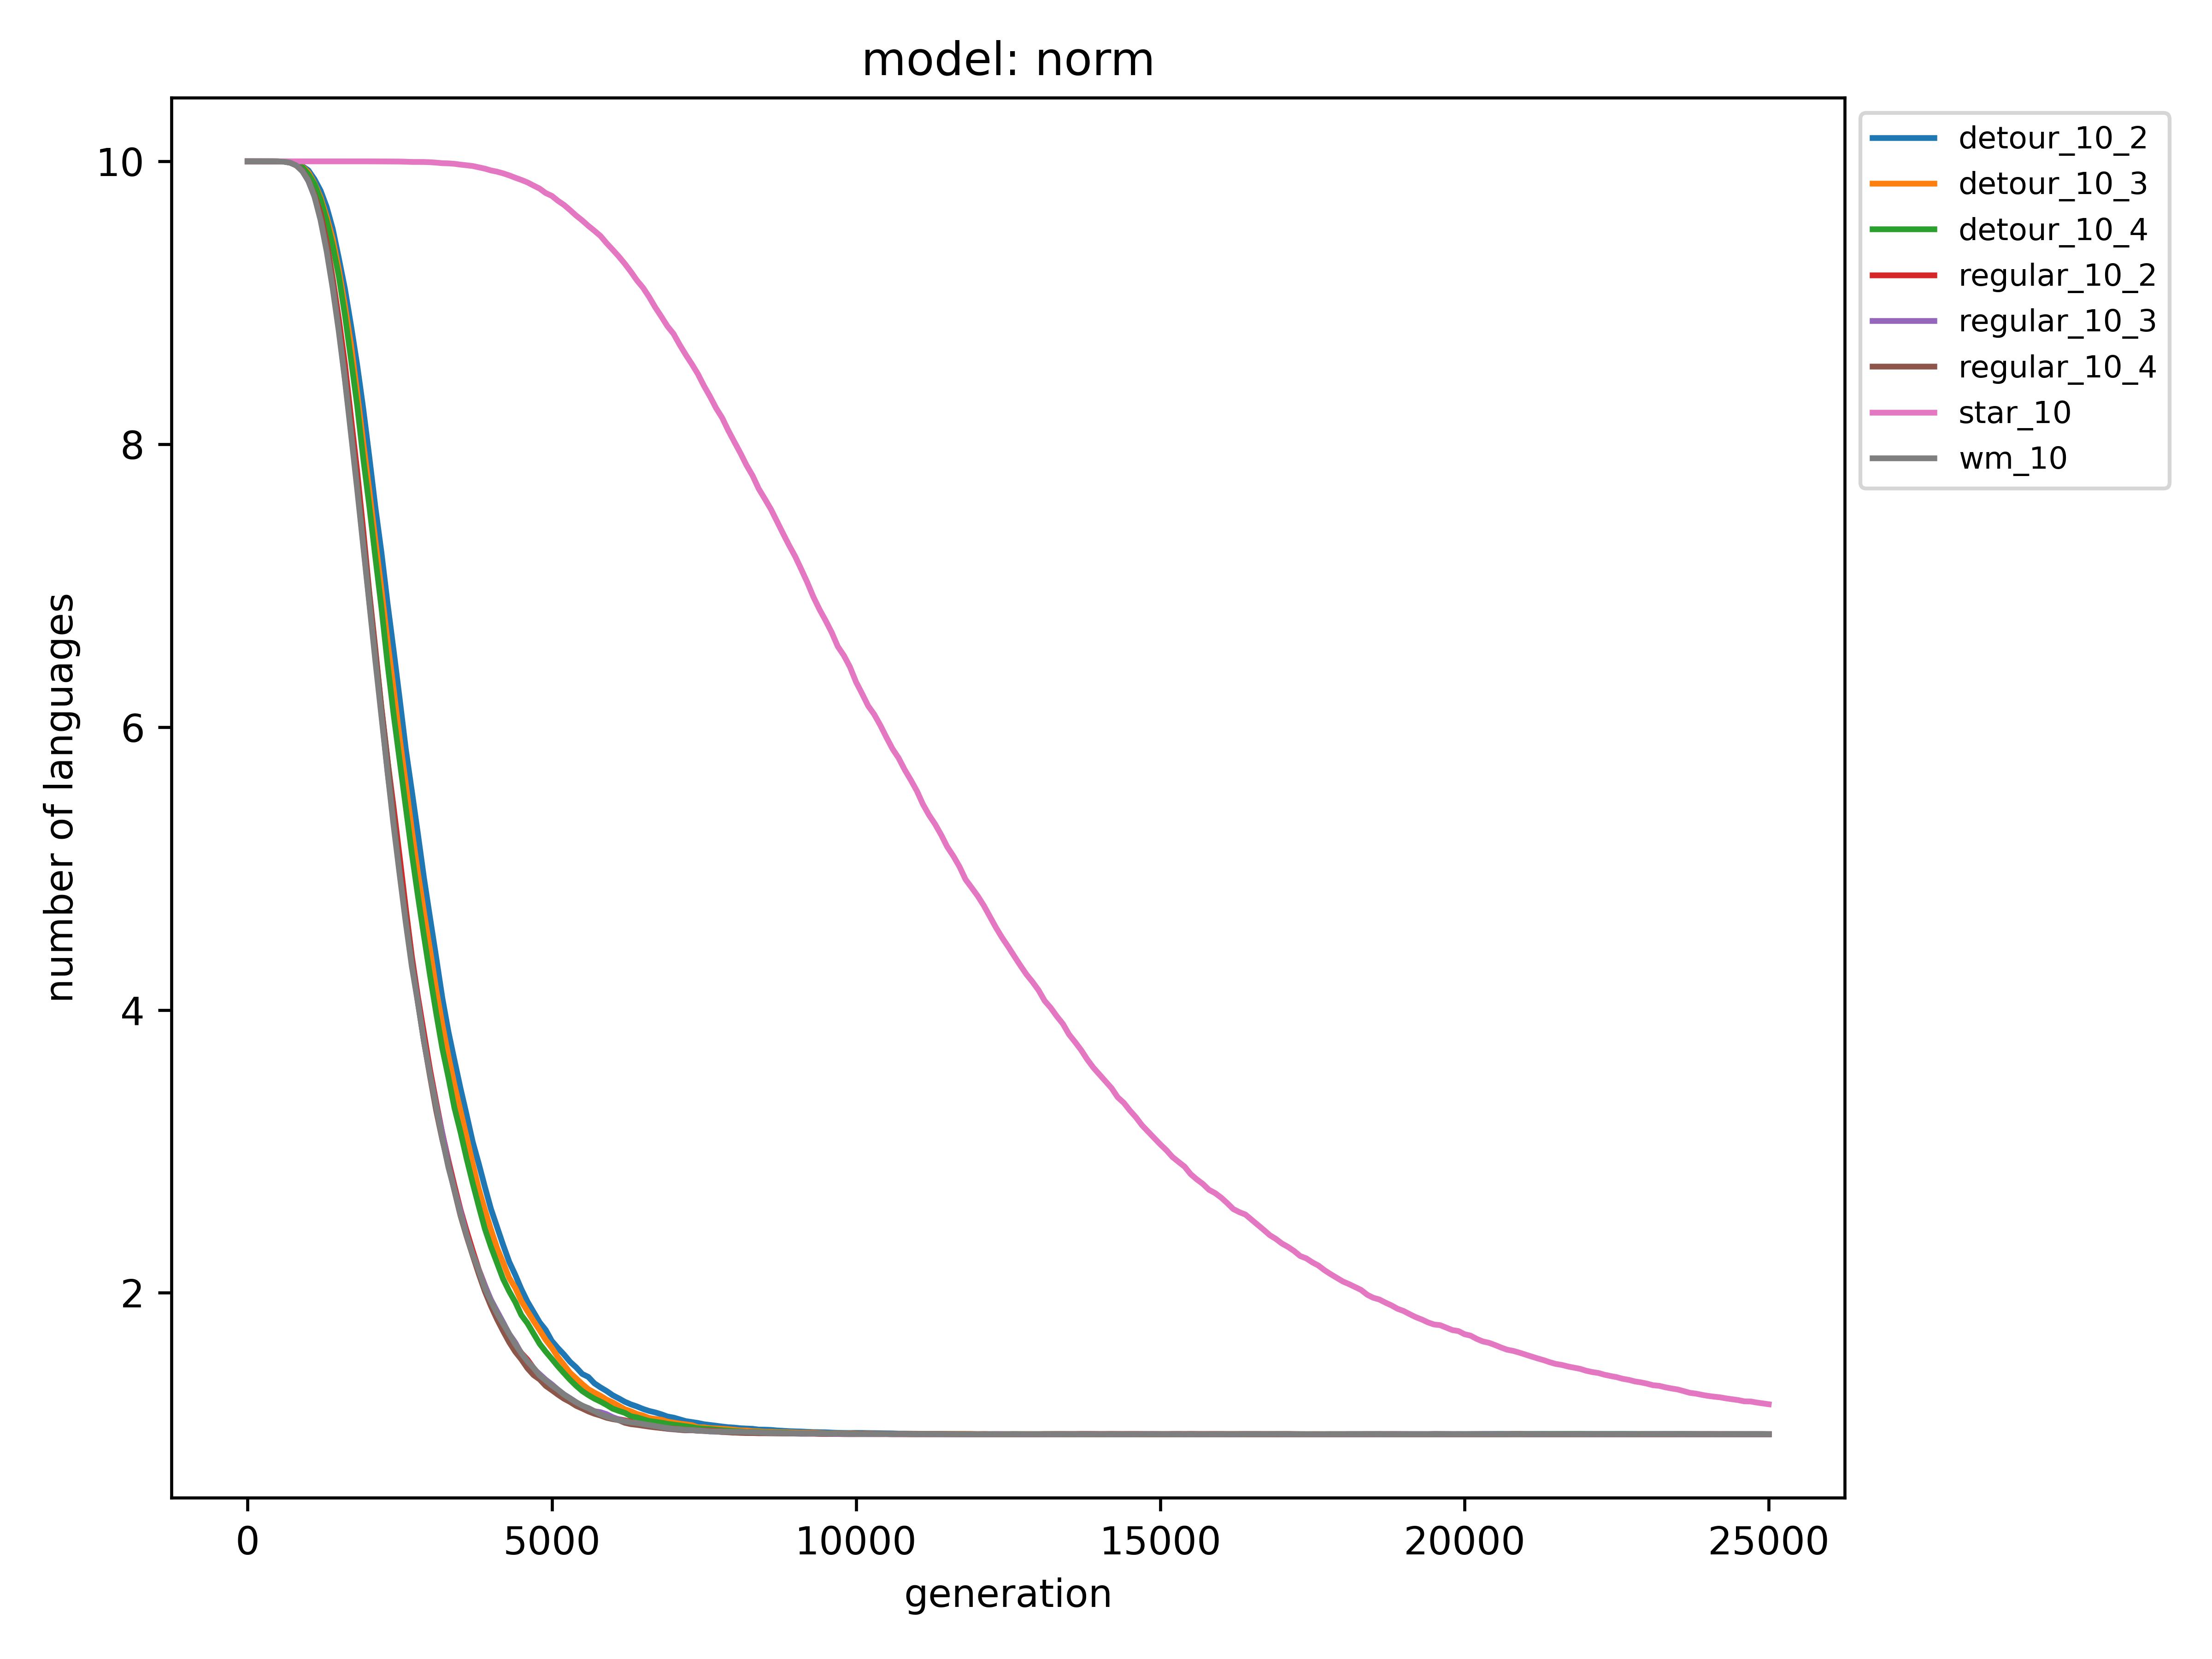 model: norm
number of languages
10
8
6
4
2
0
5000
10000
15000
20000
25000
generation
detour_10_2
detour_10_3
detour_10_4
regular_10_2
regular_10_3
regular_10_4
star_10
wm_10